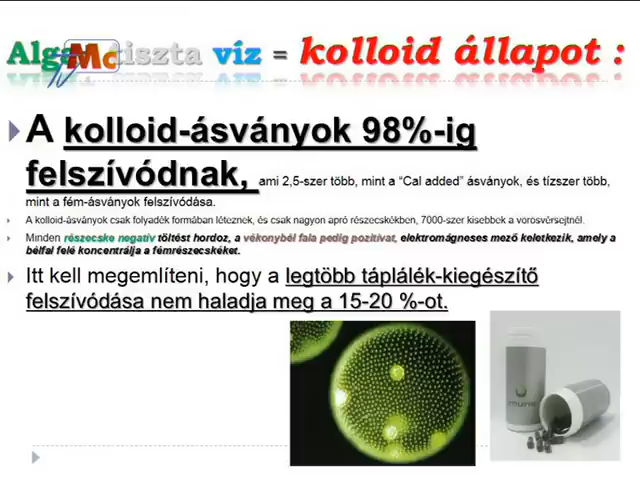 Alga + tiszta víz = kolloid állapot :
Mc
A kolloid-ásványok 98%-ig
felszívódnak, ami 2,5-szer több, mint a “Cal added” ásványok, és tízszer több,
mint a fém-ásványok felszívódása.
A kolloid-ásványok csak folyadék formában léteznek, és csak nagyon apró részecskékben, 7000-szer kisebbek a vörösvérsejtnél.
Minden részecske negatív töltést hordoz, a vékonybél fala pedig pozitívat, elektromágneses mező keletkezik, amely a
bélfal felé koncentrálja a fémrészecskéket.
Itt kell megemlíteni, hogy a legtöbb táplálék-kiegészítő
felszívódása nem haladja meg a 15-20 %-ot.